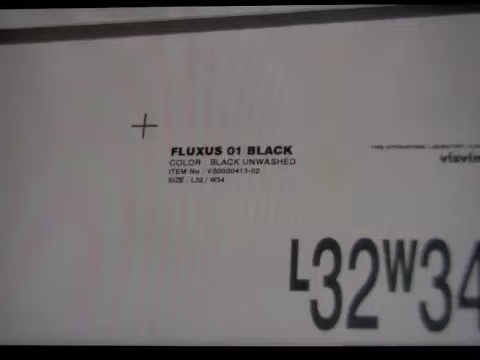 FLUXUS 01 BLACK
COLOR : BLACK UNWASHED
ITEM No : VS0000413-02
SIZE : L32 / W34
visvim
L32W34